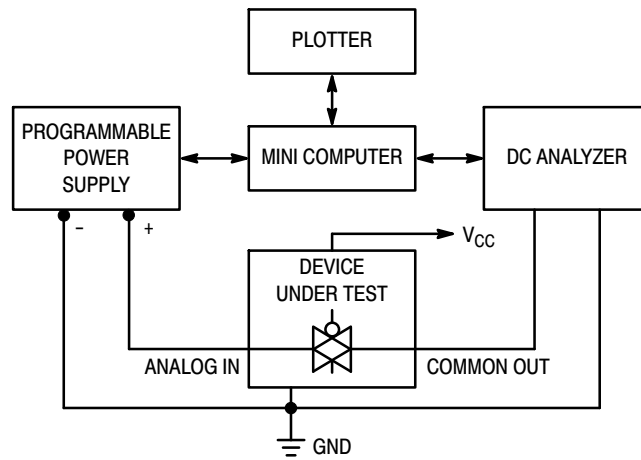 PLOTTER
PROGRAMMABLE
POWER
SUPPLY
MINI COMPUTER
DC ANALYZER
− +
VCC
DEVICE
UNDER TEST
ANALOG IN
COMMON OUT
GND